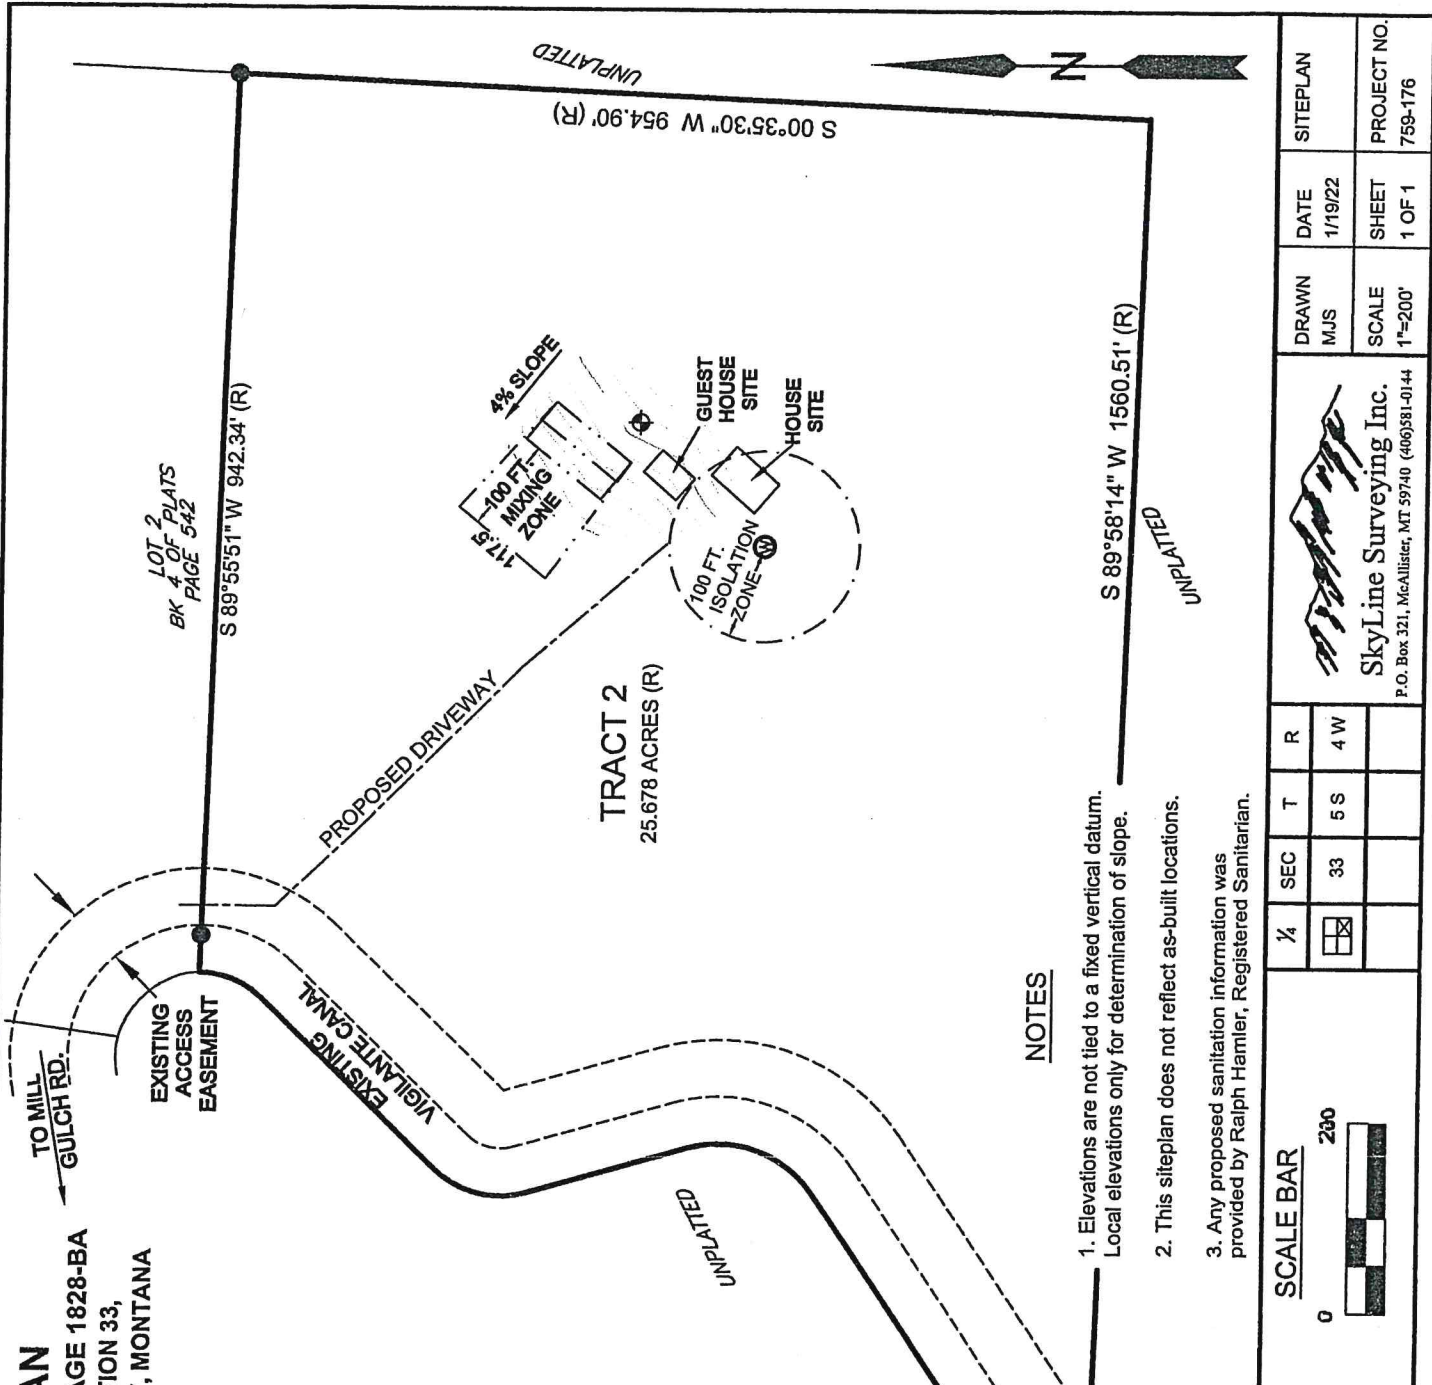 AN
AGE 1828-BA
TION 33,
, MONTANA
TO MILL
GULCH RD.
EXISTING
ACCESS
EASEMENT
EXISTING
VIGILANTE CANAL
UNPLATTED
LOT 2
BK 4 OF PLATS
PAGE 542
S 89°55'51" W 942.34' (R)
PROPOSED DRIVEWAY
TRACT 2
25.678 ACRES (R)
4% SLOPE
100 FT.
MIXING
ZONE
117.5'
GUEST
HOUSE
SITE
HOUSE
SITE
100 FT.
ISOLATION
ZONE
W
UNPLATTED
S 00°35'30" W 954.90' (R)
N
S 89°58'14" W 1560.51' (R)
UNPLATTED
NOTES
1. Elevations are not tied to a fixed vertical datum.
Local elevations only for determination of slope.
2. This siteplan does not reflect as-built locations.
3. Any proposed sanitation information was
provided by Ralph Hamler, Registered Sanitarian.
SCALE BAR
0 200
¼ SEC T R
33 5 S 4 W
SkyLine Surveying Inc.
P.O. Box 321, McAllister, MT 59740 (406)581-0144
DRAWN
MJS
DATE
1/19/22
SITEPLAN
SCALE
1"=200'
SHEET
1 OF 1
PROJECT NO.
759-176